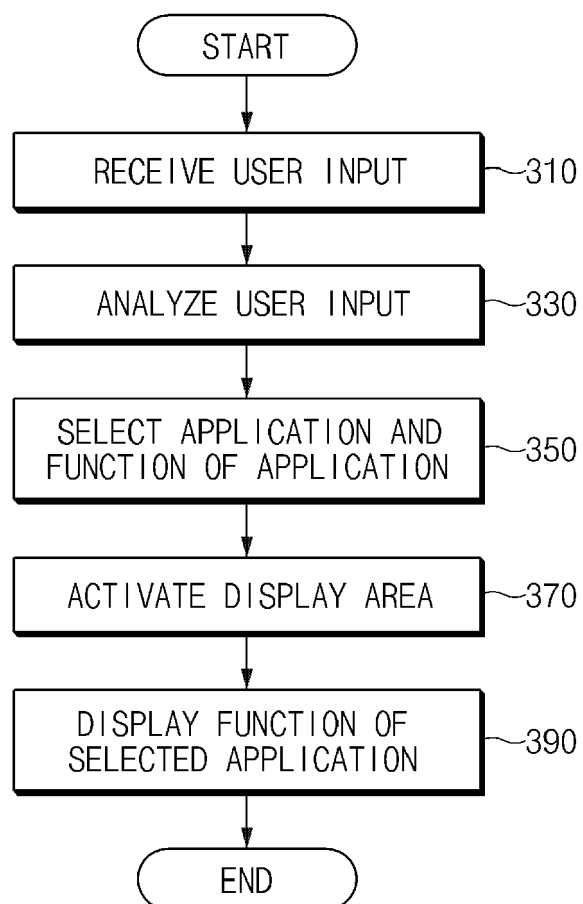 START
RECEIVE USER INPUT
310
ANALYZE USER INPUT
330
SELECT APPLICATION AND
FUNCTION OF APPLICATION
350
ACTIVATE DISPLAY AREA
370
DISPLAY FUNCTION OF
SELECTED APPLICATION
390
END